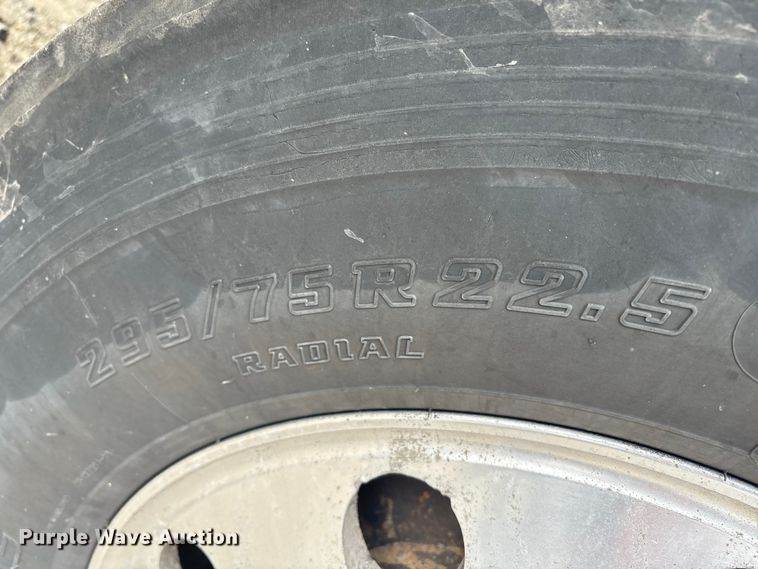 295/75R22.5
RADIAL
Purple Wave Auction